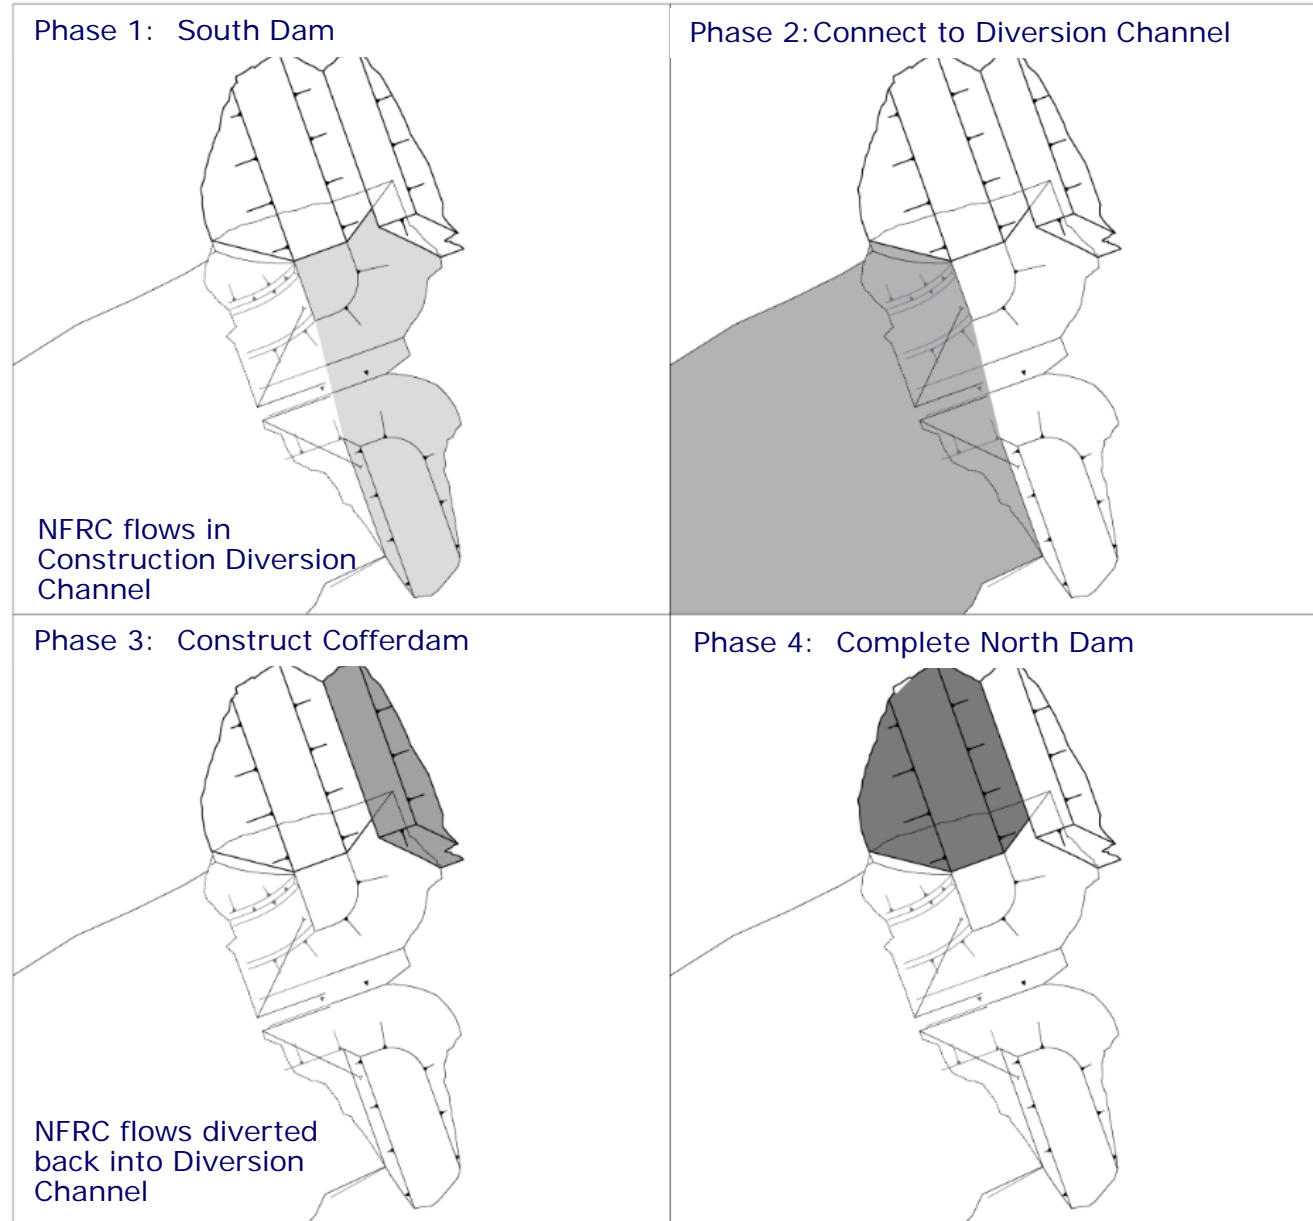 Phase 1: South Dam
Phase 2: Connect to Diversion Channel
NFRC flows in
Construction Diversion
Channel
Phase 3: Construct Cofferdam
Phase 4: Complete North Dam
NFRC flows diverted
back into Diversion
Channel